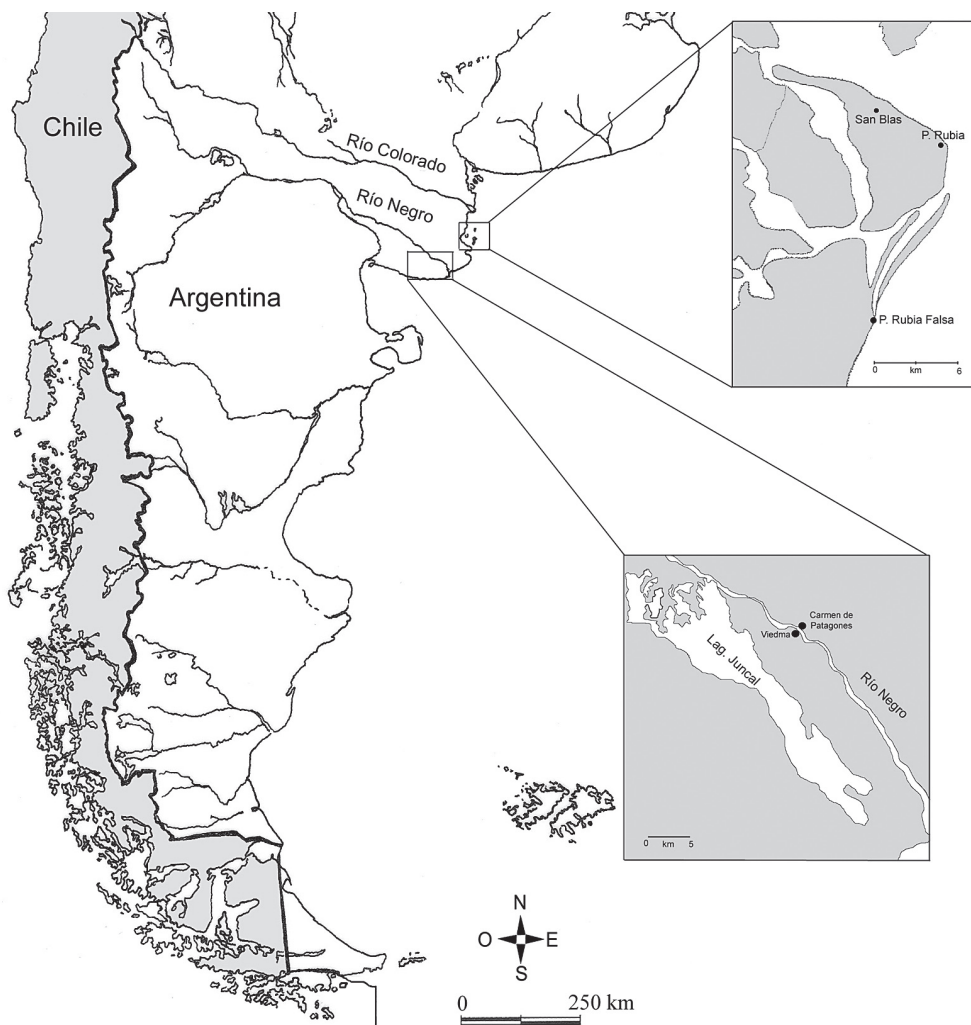 Chile
Argentina
Río Colorado
Río Negro
San Blas
P. Rubia
P. Rubia Falsa
0 6
km
Carmen de
Patagones
Viedma
Lag. Juncal
Río Negro
0 km 5
N
O E
S
0 250 km